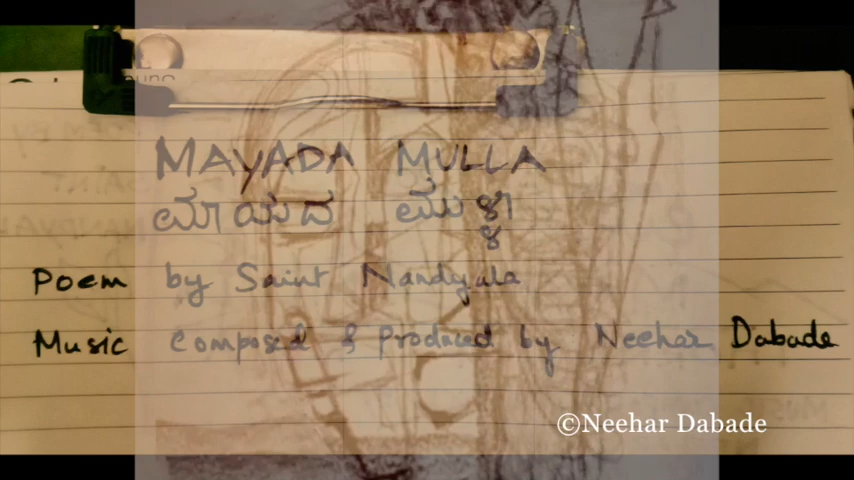 MAYADA MULLA
ಮಾಯದ ಮುಳ್ಳಾ
Poem by Saint Nandyala
Music Composed & Produced by Neehar Dabade
©Neehar Dabade